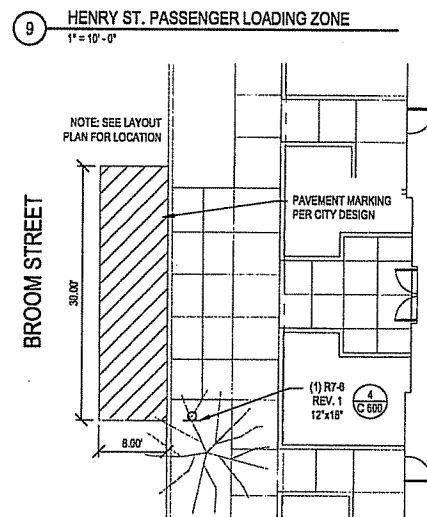 9
HENRY ST. PASSENGER LOADING ZONE
1" = 10'-0"
NOTE: SEE LAYOUT
PLAN FOR LOCATION
PAVEMENT MARKING
PER CITY DESIGN
BROOM STREET
30.00'
(1) R7-6
REV. 1
12"x18"
4
C 600
8.00'